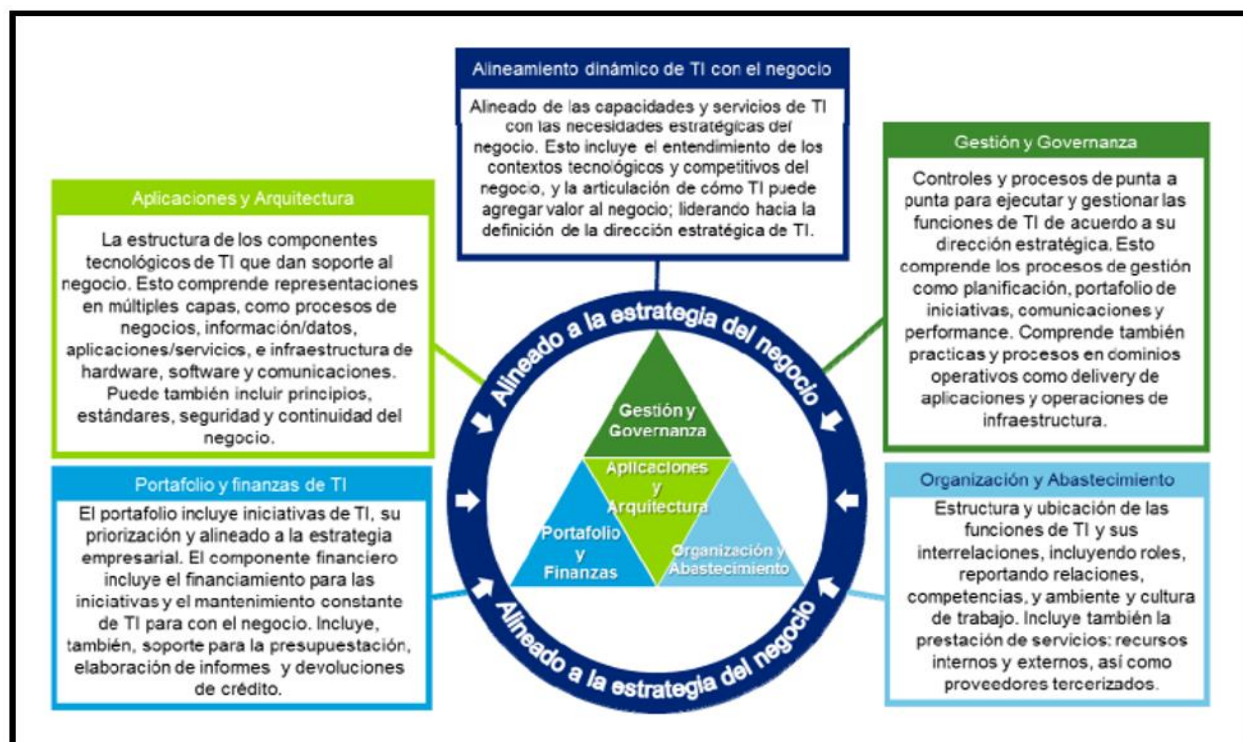 Alineamiento dinámico de TI con el negocio
Alineado de las capacidades y servicios de TI
con las necesidades estratégicas del
negocio. Esto incluye el entendimiento de los
contextos tecnológicos y competitivos del
negocio, y la articulación de cómo TI puede
agregar valor al negocio; liderando hacia la
definición de la dirección estratégica de TI.
Aplicaciones y Arquitectura
La estructura de los componentes
tecnológicos de TI que dan soporte al
negocio. Esto comprende representaciones
en múltiples capas, como procesos de
negocios, información/datos,
aplicaciones/servicios, e infraestructura de
hardware, software y comunicaciones.
Puede también incluir principios,
estándares, seguridad y continuidad del
negocio.
Gestión y Governanza
Controles y procesos de punta a
punta para ejecutar y gestionar las
funciones de TI de acuerdo a su
dirección estratégica. Esto
comprende los procesos de gestión
como planificación, portafolio de
iniciativas, comunicaciones y
performance. Comprende también
practicas y procesos en dominios
operativos como delivery de
aplicaciones y operaciones de
infraestructura.
Alineado a la estrategia del negocio
Gestión y
Governanza
Aplicaciones
y
Arquitectura
Portafolio
y
Finanzas
Organización y
Abastecimiento
Alineado a la estrategia del negocio
Portafolio y finanzas de TI
El portafolio incluye iniciativas de TI, su
priorización y alineado a la estrategia
empresarial. El componente financiero
incluye el financiamiento para las
iniciativas y el mantenimiento constante
de TI para con el negocio. Incluye,
también, soporte para la presupuestación,
elaboración de informes y devoluciones
de crédito.
Organización y Abastecimiento
Estructura y ubicación de las
funciones de TI y sus
interrelaciones, incluyendo roles,
reportando relaciones,
competencias, y ambiente y cultura
de trabajo. Incluye también la
prestación de servicios: recursos
internos y externos, así como
proveedores tercerizados.